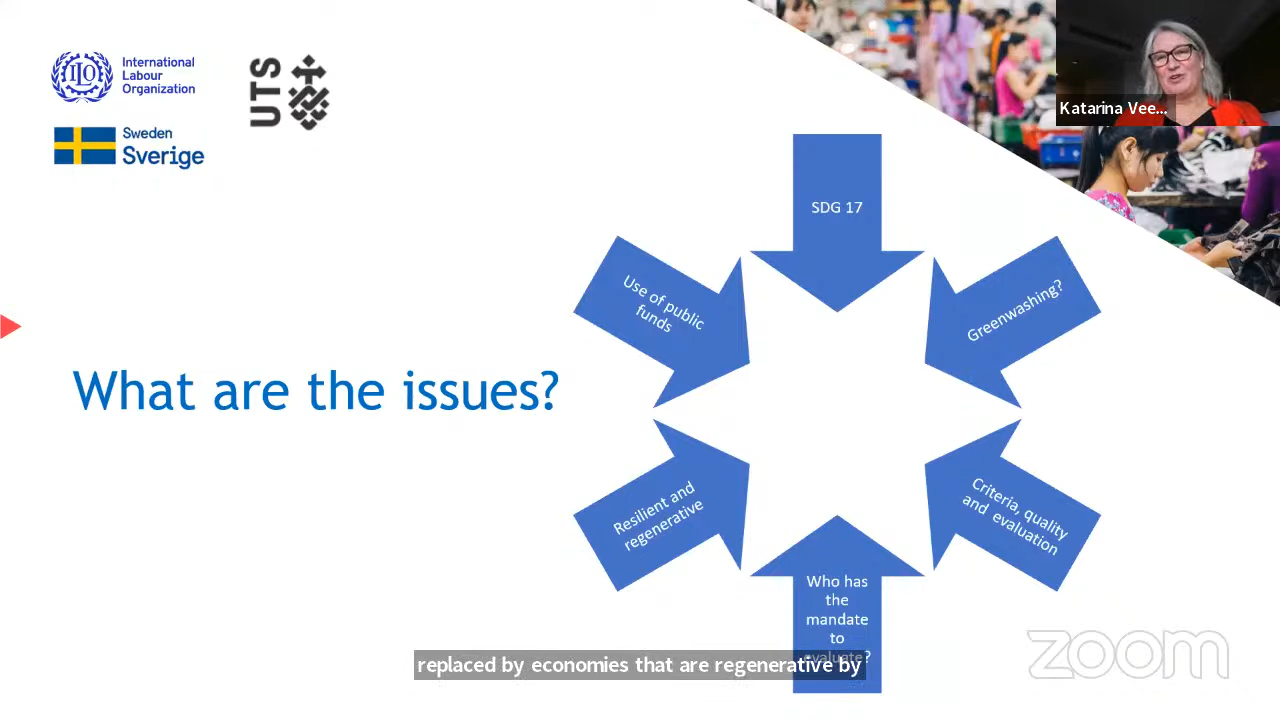 International
Labour
Organization
ILO
UTS
Sweden
Sverige
Katarina Vee...
What are the issues?
SDG 17
Greenwashing?
Criteria, quality
and evaluation
Who has
the
mandate
to
evaluate?
Resilient and
regenerative
Use of public
funds
replaced by economies that are regenerative by
zoom